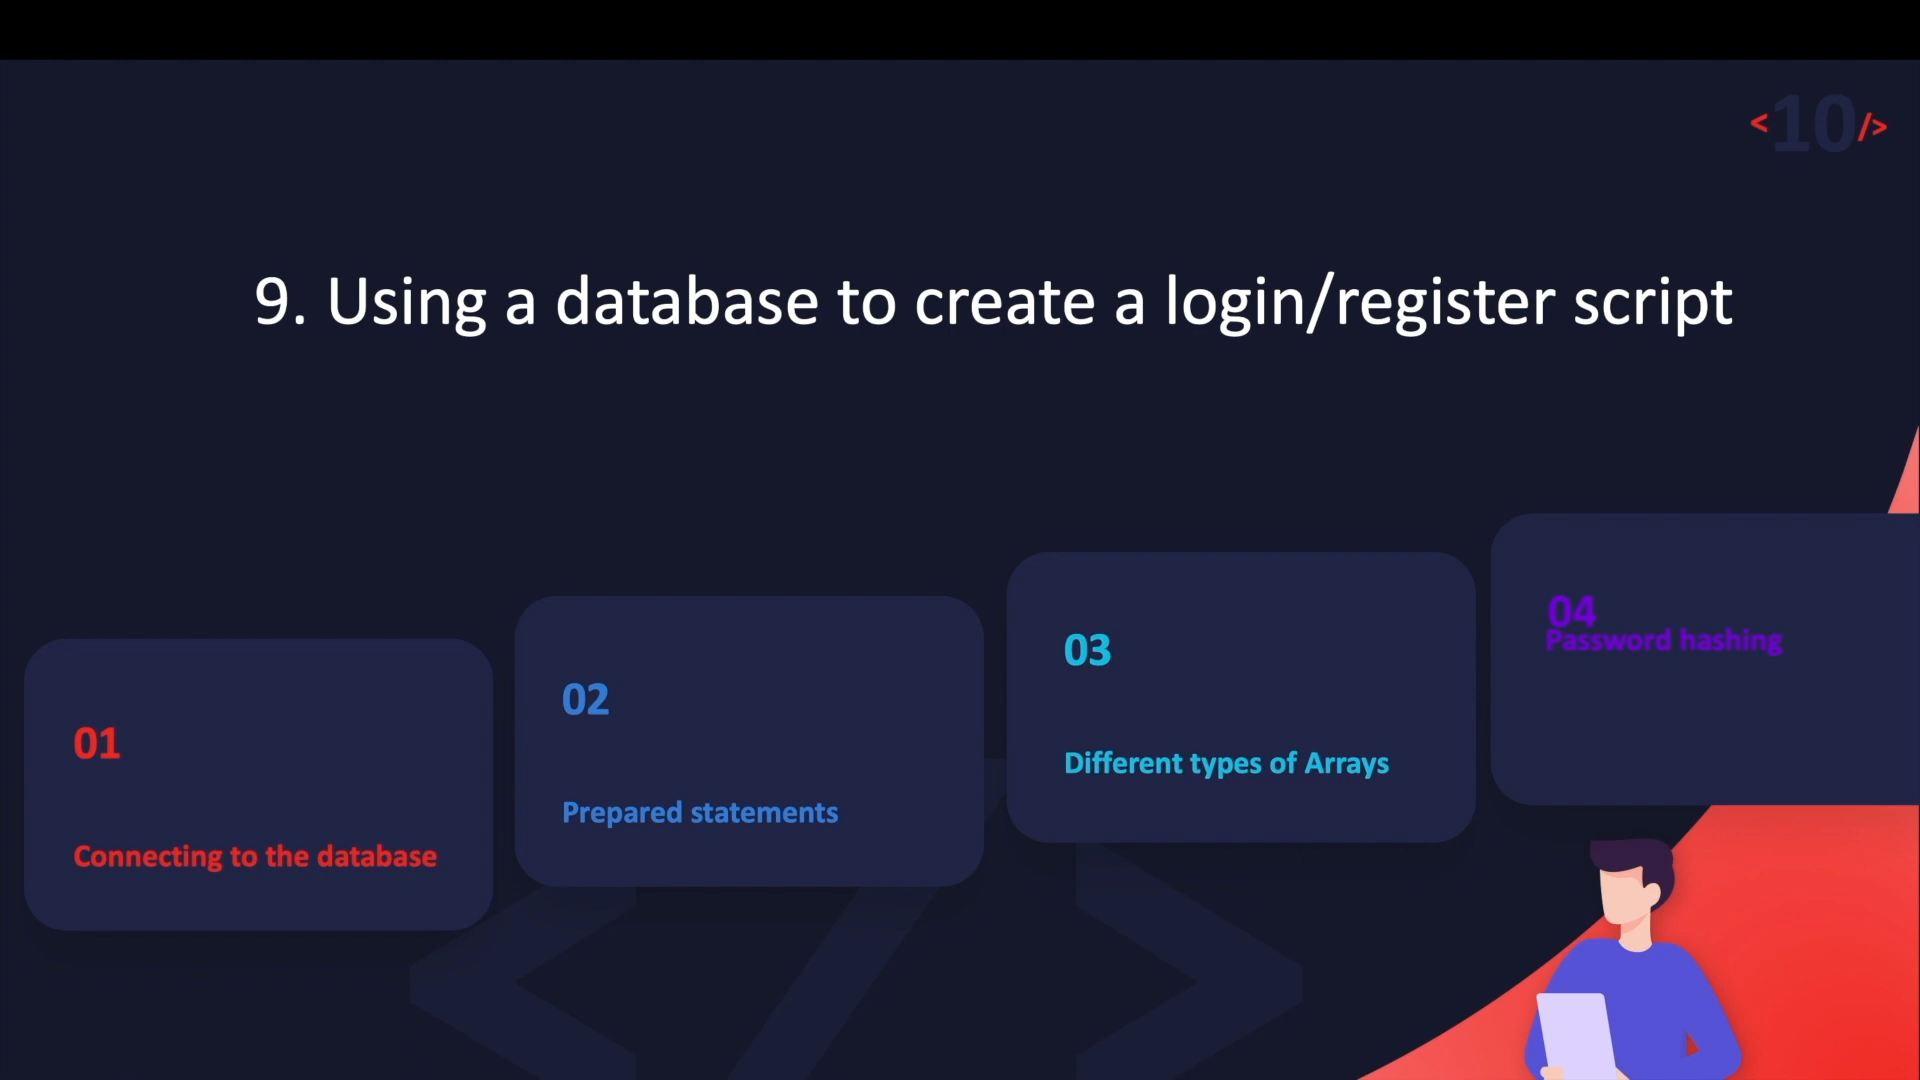 <10/>
9. Using a database to create a login/register script
01
Connecting to the database
02
Prepared statements
03
Different types of Arrays
04
Password hashing